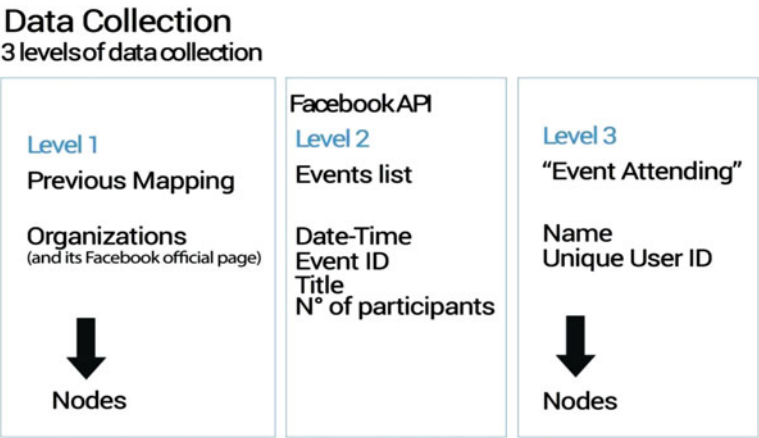 Data Collection
3 levels of data collection
Level 1
Previous Mapping
Organizations
(and its Facebook official page)
Nodes
Facebook API
Level 2
Events list
Date-Time
Event ID
Title
N° of participants
Level 3
“Event Attending”
Name
Unique User ID
Nodes